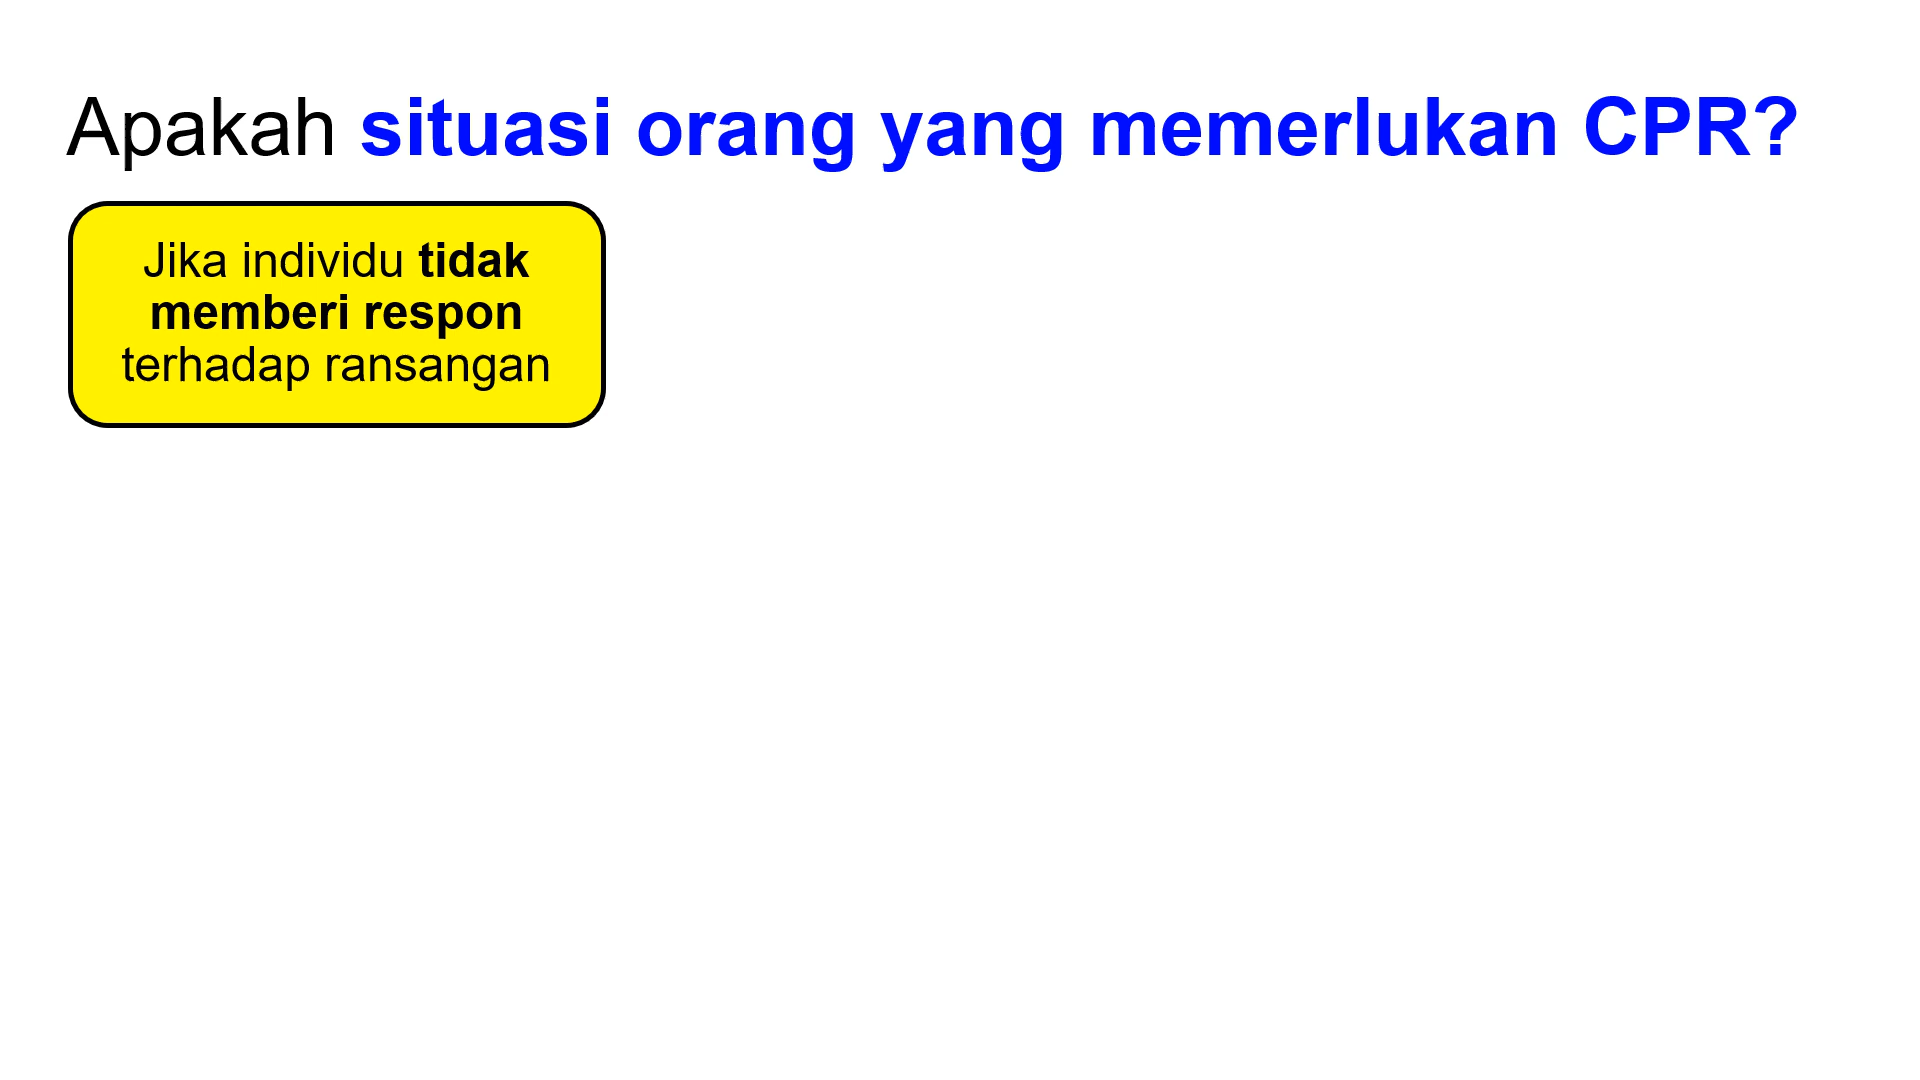 Apakah situasi orang yang memerlukan CPR?
Jika individu tidak
memberi respon
terhadap ransangan